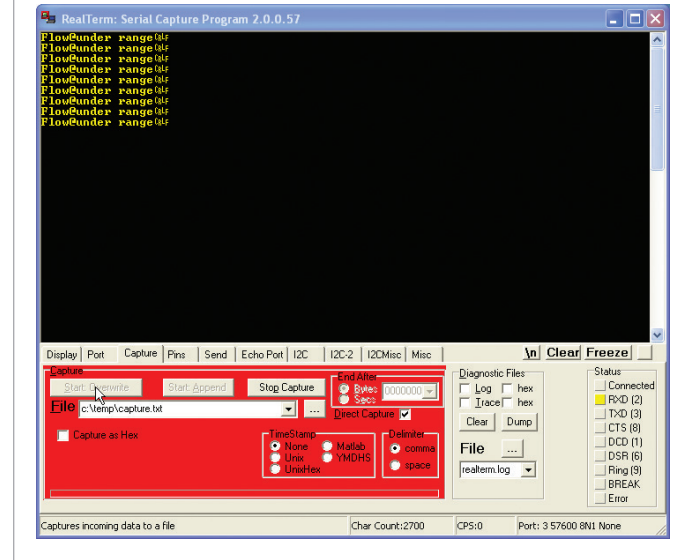 RealTerm: Serial Capture Program 2.0.0.57
Flow@under range
Flow@under range
Flow@under range
Flow@under range
Flow@under range
Flow@under range
Flow@under range
Flow@under range
Flow@under range
Display Port Capture Pins Send Echo Port I2C I2C-2 I2CMisc Misc \n Clear Freeze
Capture
Start: Overwrite Start: Append Stop Capture
End After
Bytes
Secs
0000000
File c:\temp\capture.txt ... Direct Capture
Capture as Hex
TimeStamp
None Matlab
Unix YMDHS
UnixHex
Delimiter
comma
space
Diagnostic Files
Log hex
Trace hex
Clear Dump
File ...
realterm.log
Status
Connected
RXD (2)
TXD (3)
CTS (8)
DCD (1)
DSR (6)
Ring (9)
BREAK
Error
Captures incoming data to a file Char Count:2700 CPS:0 Port: 3 57600 8N1 None